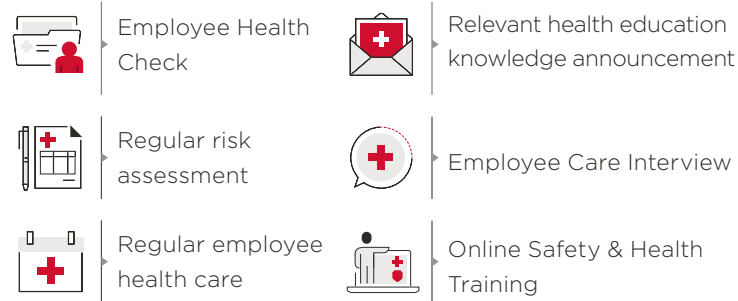 Employee Health
Check
Relevant health education
knowledge announcement
Regular risk
assessment
Employee Care Interview
Regular employee
health care
Online Safety & Health
Training